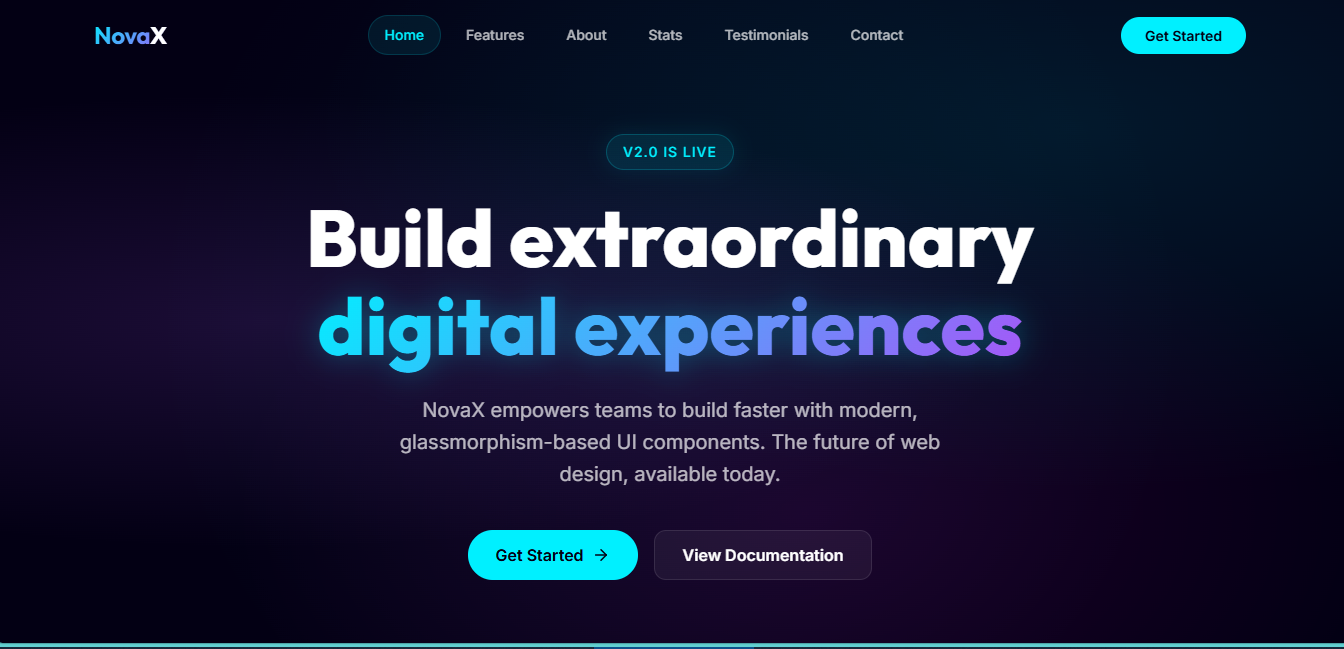 NovaX
Home
Features
About
Stats
Testimonials
Contact
Get Started
V2.0 IS LIVE
Build extraordinary
digital experiences
NovaX empowers teams to build faster with modern,
glassmorphism-based UI components. The future of web
design, available today.
Get Started →
View Documentation